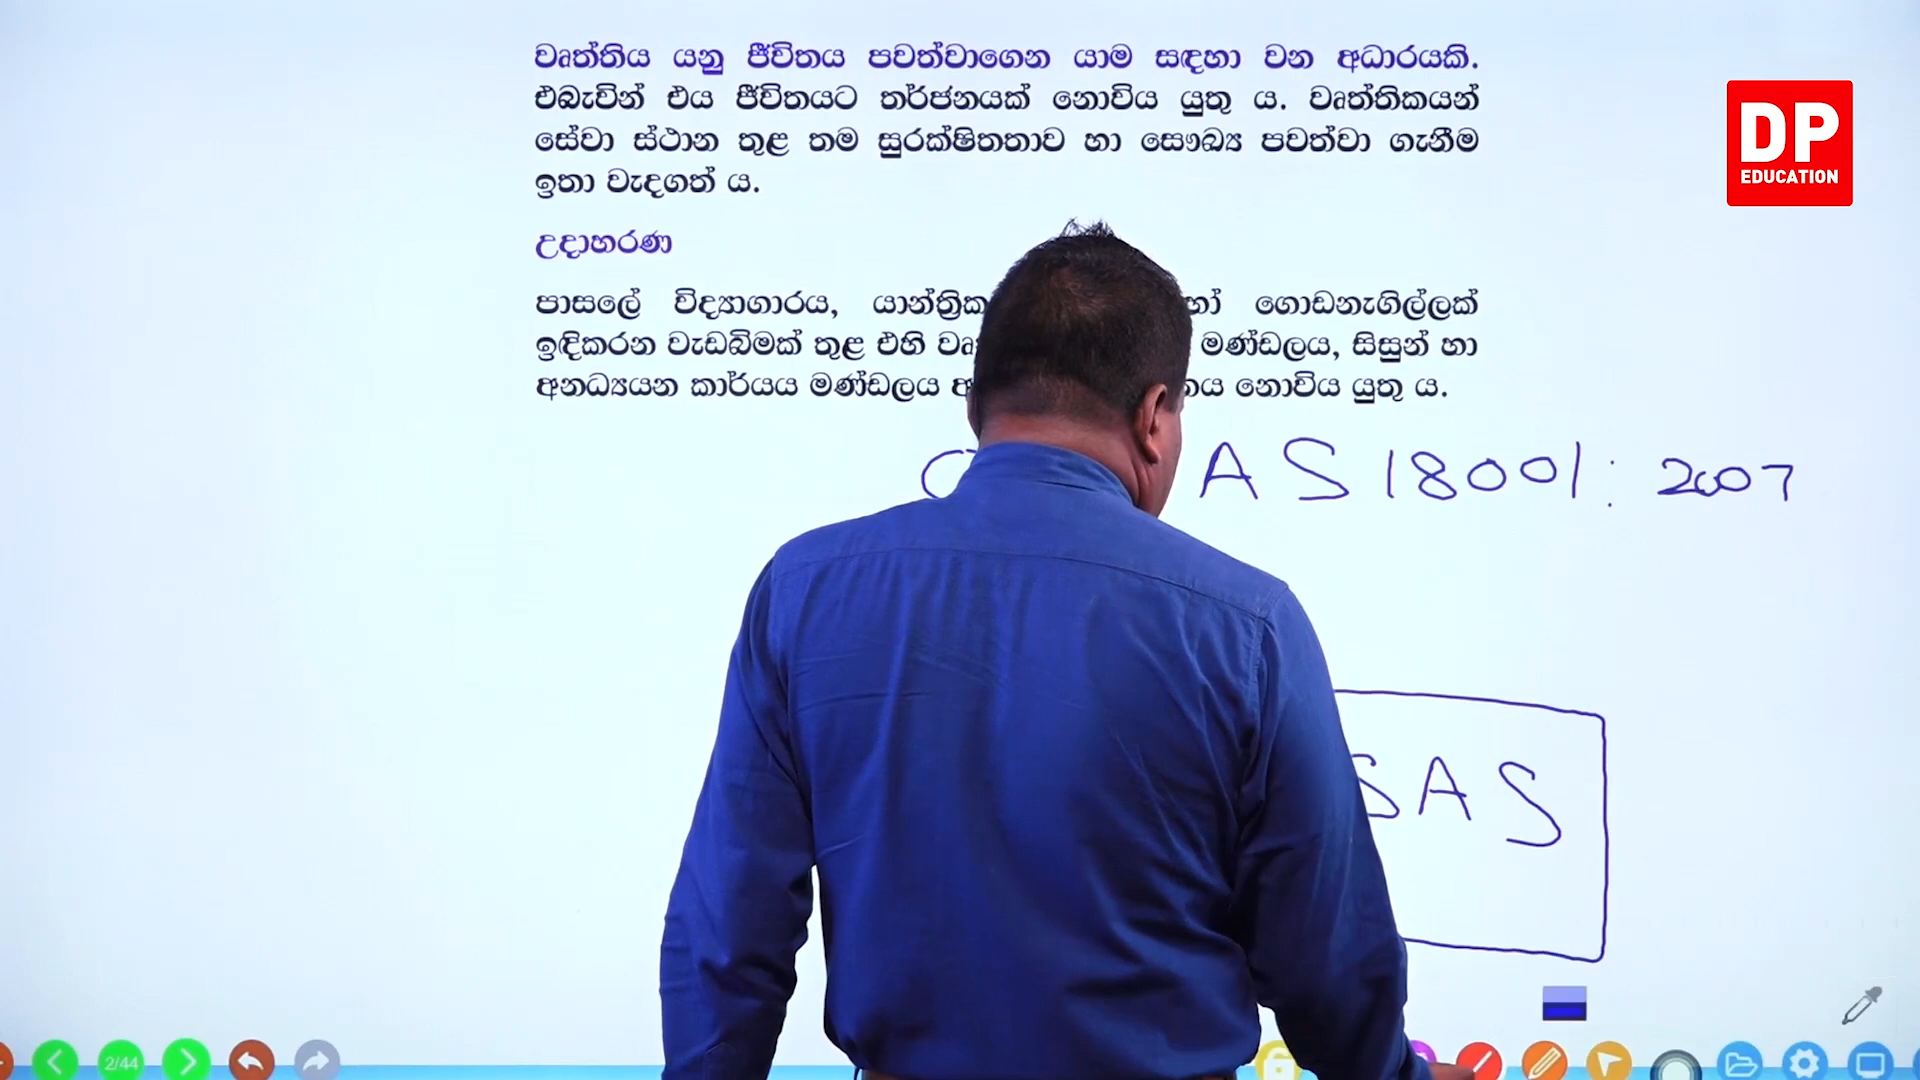 වෘත්තිය යනු ජීවිතය පවත්වාගෙන යාම සඳහා වන අධාරයකි.
එබැවින් එය ජීවිතයට තර්ජනයක් නොවිය යුතු ය. වෘත්තිකයන්
සේවා ස්ථාන තුළ තම සුරක්ෂිතතාව හා සෞඛ්‍ය පවත්වා ගැනීම
ඉතා වැදගත් ය.
DP
EDUCATION
උදාහරණ
පාසලේ විද්‍යාගාරය, ගොඩනැගිල්ලක්
ඉඳිකරන වැඩබිමක් තුළ එහි මණ්ඩලය, සිසුන් හා
අනධ්‍යයන කාර්යය මණ්ඩලය නොවිය යුතු ය.
AS 18001: 2007
SAS
2/44